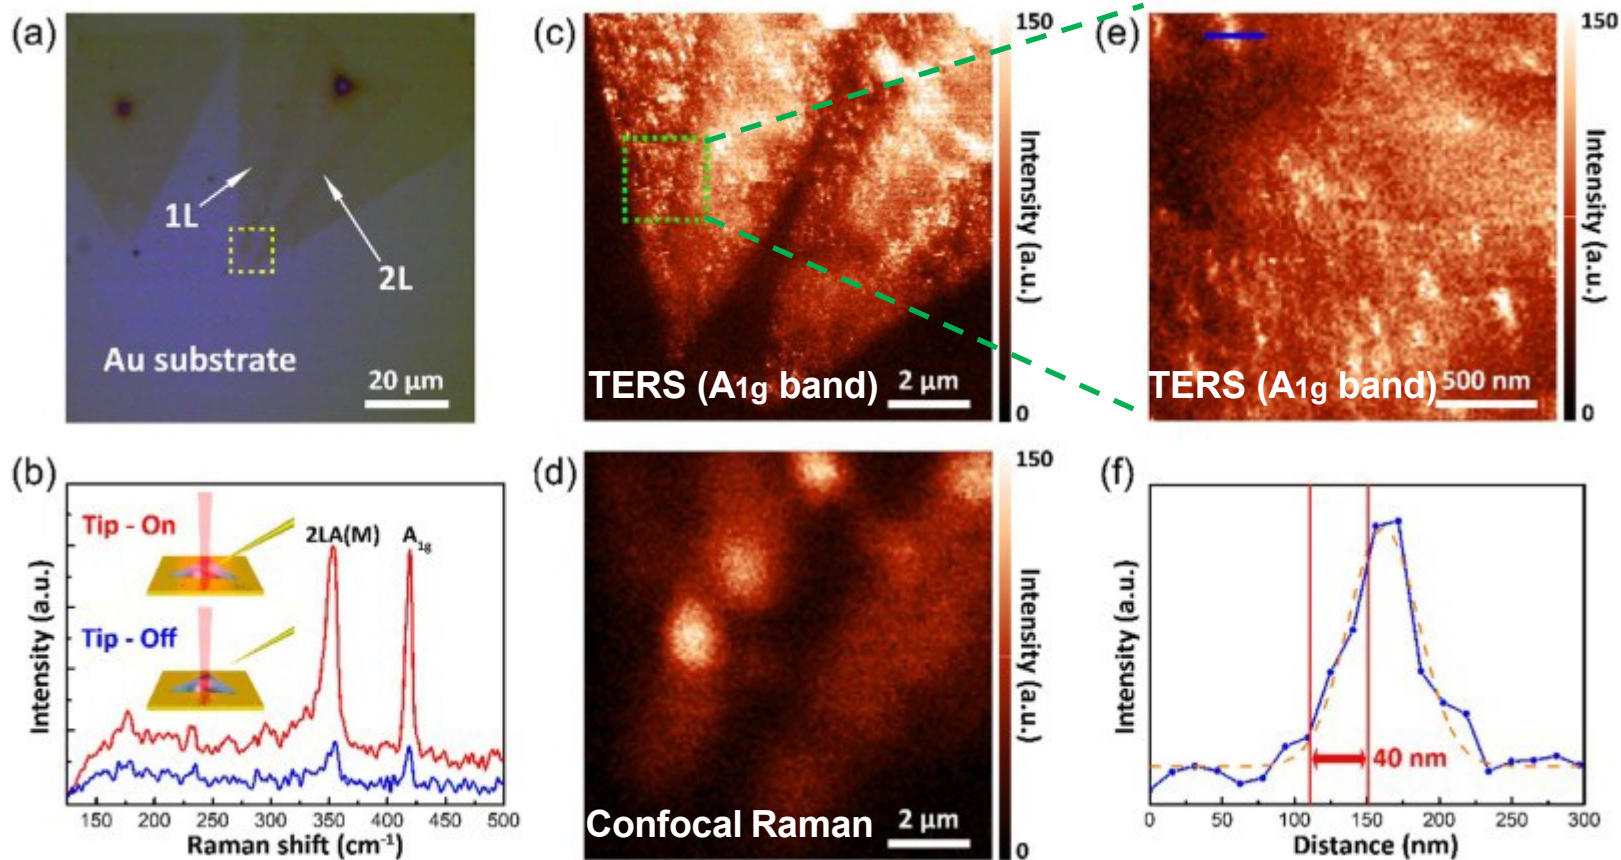 (a)
1L
2L
Au substrate
20 µm
(b)
Tip - On
Tip - Off
2LA(M)
A1g
Intensity (a.u.)
150 200 250 300 350 400 450 500
Raman shift (cm-1)
(c)
150
Intensity (a.u.)
0
TERS (A1g band)
2 µm
(d)
150
Intensity (a.u.)
0
Confocal Raman
2 µm
(e)
150
Intensity (a.u.)
0
TERS (A1g band)
500 nm
(f)
Intensity (a.u.)
40 nm
0 50 100 150 200 250 300
Distance (nm)